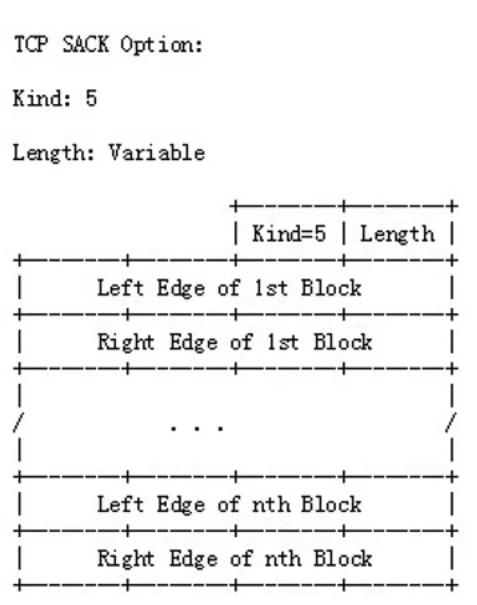 TCP SACK Option:
Kind: 5
Length: Variable
Kind=5 | Length
Left Edge of 1st Block
Right Edge of 1st Block
. . .
Left Edge of nth Block
Right Edge of nth Block